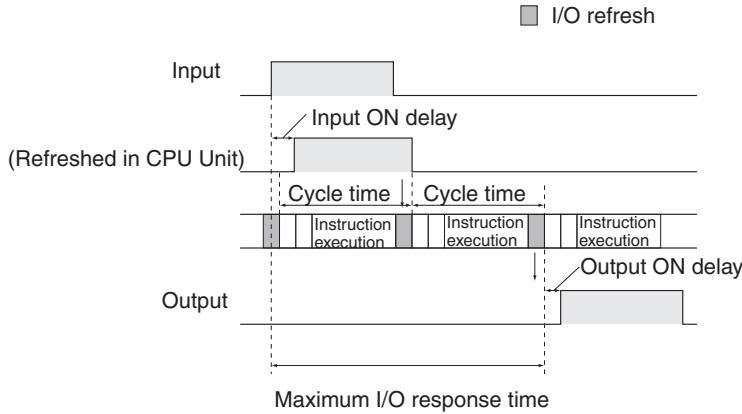 I/O refresh
Input
Input ON delay
(Refreshed in CPU Unit)
Cycle time
Cycle time
Instruction
execution
Instruction
execution
Instruction
execution
Output ON delay
Output
Maximum I/O response time